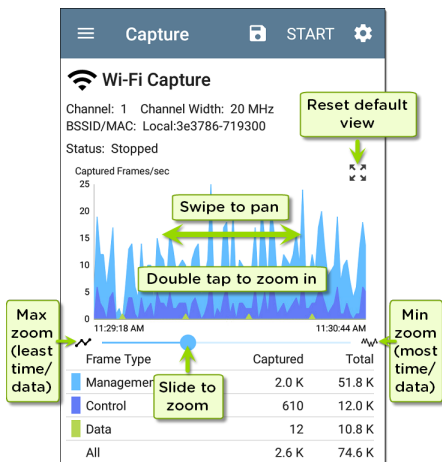 Capture
START
Wi-Fi Capture
Channel: 1 Channel Width: 20 MHz
BSSID/MAC: Local:3e3786-719300
Status: Stopped
Reset default
view
Captured Frames/sec
25
20
15
10
5
0
Swipe to pan
Double tap to zoom in
11:29:18 AM
11:30:44 AM
Max
zoom
(least
time/
data)
Min
zoom
(most
time/
data)
Slide to
zoom
Frame Type Captured Total
Managemen 2.0 K 51.8 K
Control 610 12.0 K
Data 12 10.8 K
All 2.6 K 74.6 K